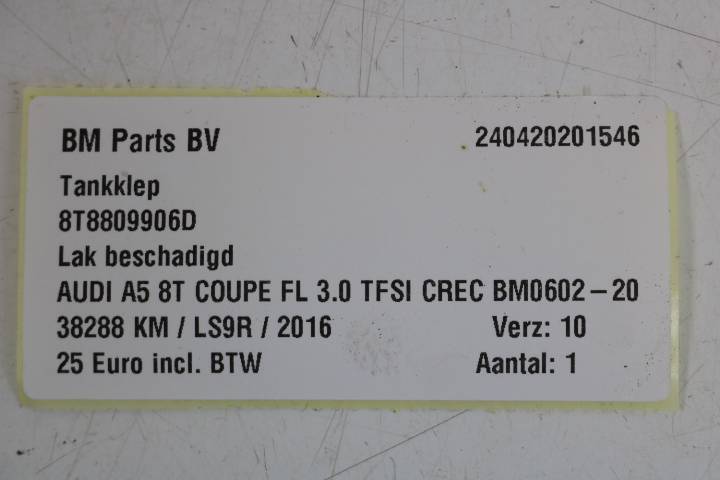 BM Parts BV 240420201546
Tankklep
8T8809906D
Lak beschadigd
AUDI A5 8T COUPE FL 3.0 TFSI CREC BM0602-20
38288 KM / LS9R / 2016 Verz: 10
25 Euro incl. BTW Aantal: 1